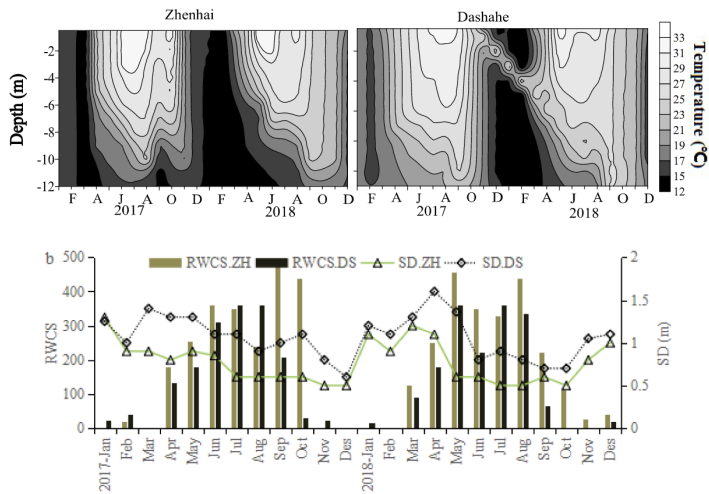 Zhenhai
Dashahe
Depth (m)
-2
-4
-6
-8
-10
-12
F A J A O D F A J A O D
2017 2018
F A J A O D F A J A O D
2017 2018
33
31
29
27
25
23
21
19
17
15
12
Temperature (℃)
b
RWCS.ZH RWCS.DS SD.ZH SD.DS
RWCS
500
400
300
200
100
0
2
1.5
1
0.5
0
SD (m)
2017-Jan Feb Mar Apr May Jun Jul Aug Sep Oct Nov Des 2018-Jan Feb Mar Apr May Jun Jul Aug Sep Oct Nov Des